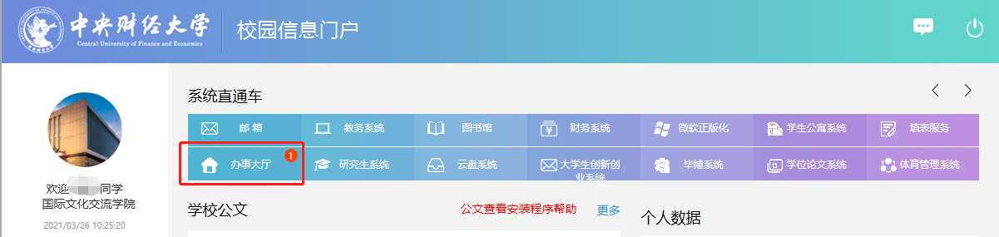 中央财经大学
Central University of Finance and Economics
校园信息门户
系统直通车
邮 箱
教务系统
图书馆
财务系统
微软正版化
学生公寓系统
填表服务
办事大厅
1
研究生系统
云盘系统
大学生创新创
业系统
毕博系统
学位论文系统
体育管理系统
欢迎 同学
国际文化交流学院
2021/03/26 10:25:20
学校公文
公文查看安装程序帮助
更多
个人数据